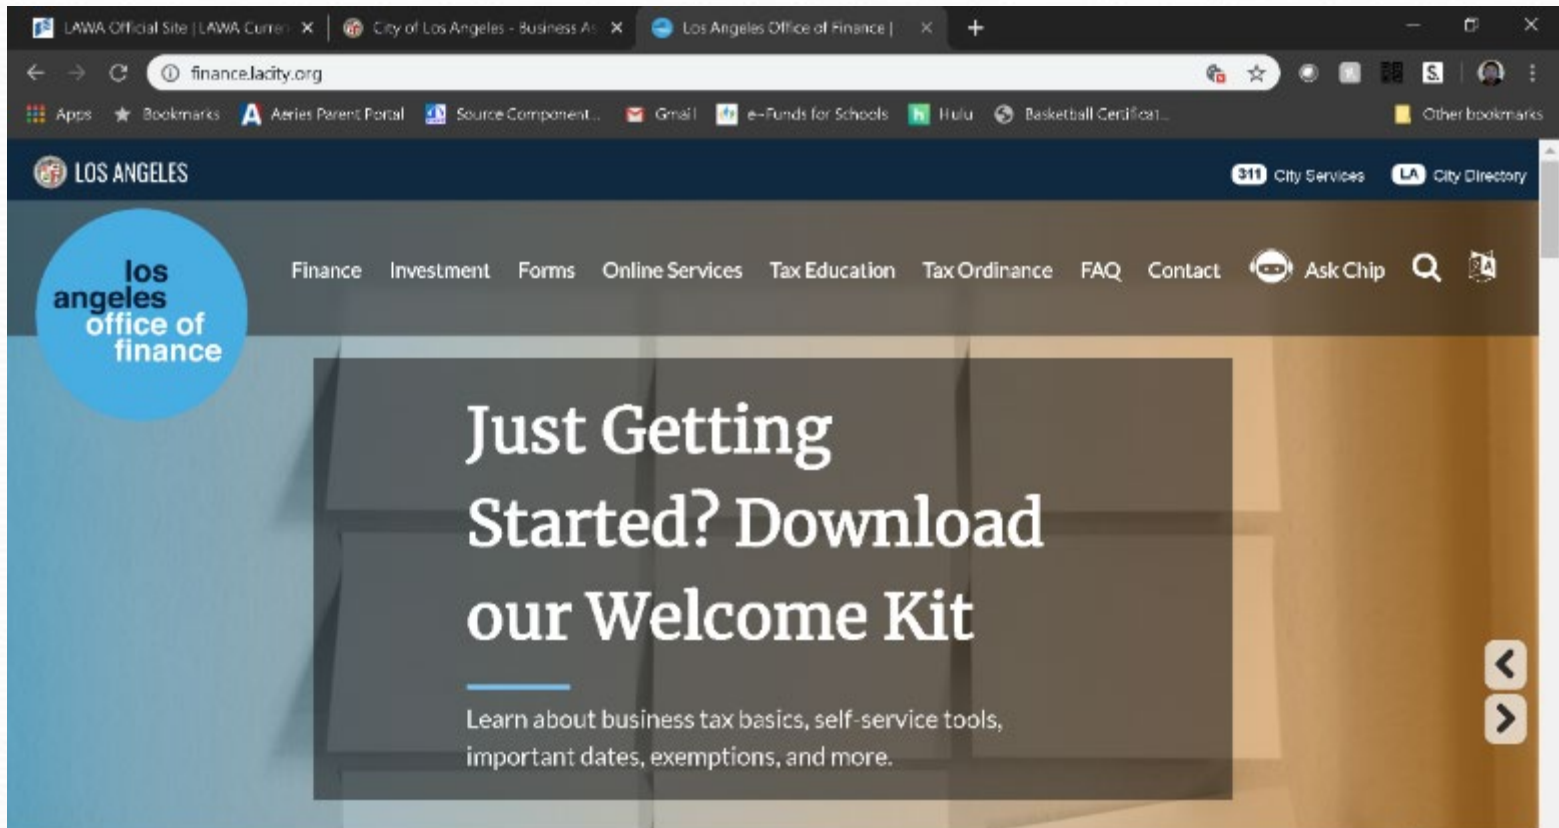 LAWA Official Site | LAWA Curren
City of Los Angeles - Business As
Los Angeles Office of Finance |
finance.lacity.org
S.
Apps
Bookmarks
Aeries Parent Portal
Source Component...
Gmail
e~Funds for Schools
h Hulu
Basketball Certificat...
Other bookmarks
LOS ANGELES
311 City Services
LA City Directory
los
angeles
office of
finance
Finance Investment Forms Online Services Tax Education Tax Ordinance FAQ Contact Ask Chip
Just Getting
Started? Download
our Welcome Kit
Learn about business tax basics, self-service tools,
important dates, exemptions, and more.